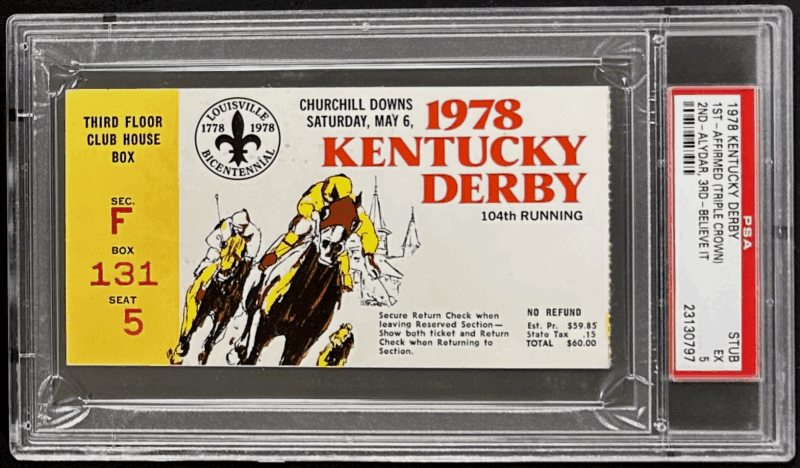 THIRD FLOOR
CLUB HOUSE
BOX
SEC.
F
BOX
131
SEAT
5
LOUISVILLE
1778 1978
BICENTENNIAL
CHURCHILL DOWNS
SATURDAY, MAY 6,
1978
KENTUCKY
DERBY
104th RUNNING
Secure Return Check when
leaving Reserved Section—
Show both ticket and Return
Check when Returning to
Section.
NO REFUND
Est. Pr. $59.85
State Tax .15
TOTAL $60.00
PSA
1978 KENTUCKY DERBY STUB
1ST - AFFIRMED (TRIPLE CROWN) EX
2ND - ALYDAR, 3RD - BELIEVE IT 5
23130797